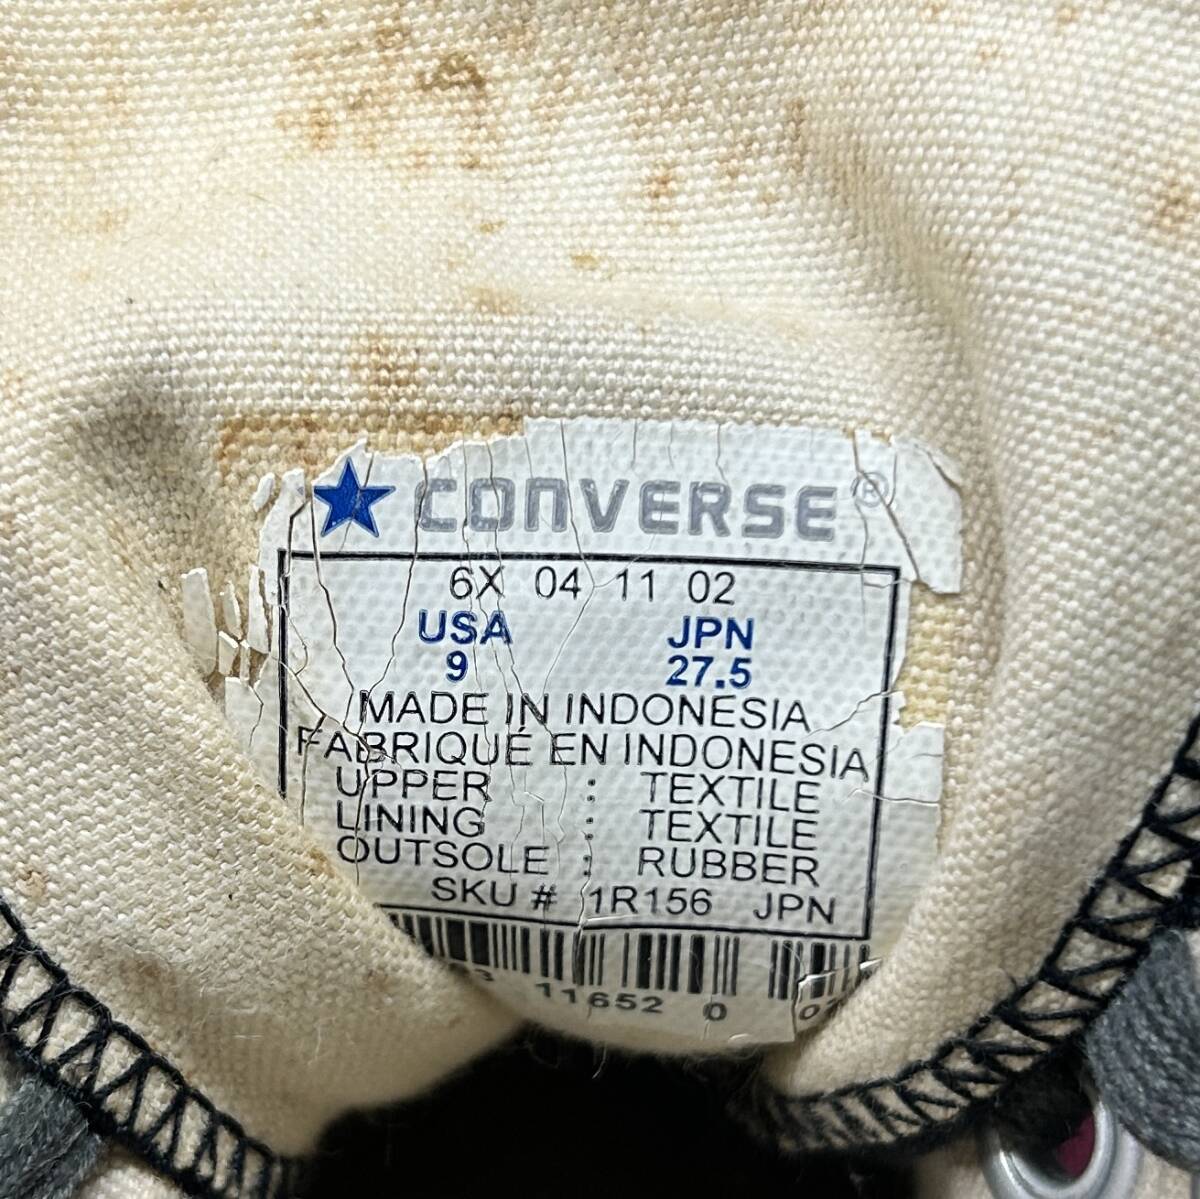 CONVERSE®
6X 04 11 02
USA JPN
9 27.5
MADE IN INDONESIA
FABRIQUÉ EN INDONESIA
UPPER : TEXTILE
LINING : TEXTILE
OUTSOLE : RUBBER
SKU # 1R156 JPN
11652 0